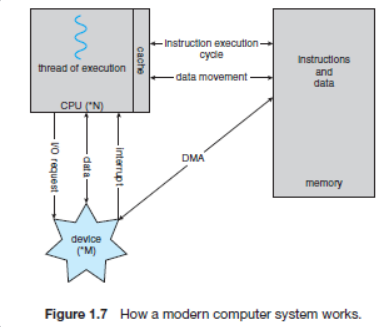 thread of execution
cache
CPU (*N)
instruction execution
cycle
data movement
instructions
and
data
memory
I/O request
data
interrupt
DMA
device
(*M)
Figure 1.7 How a modern computer system works.